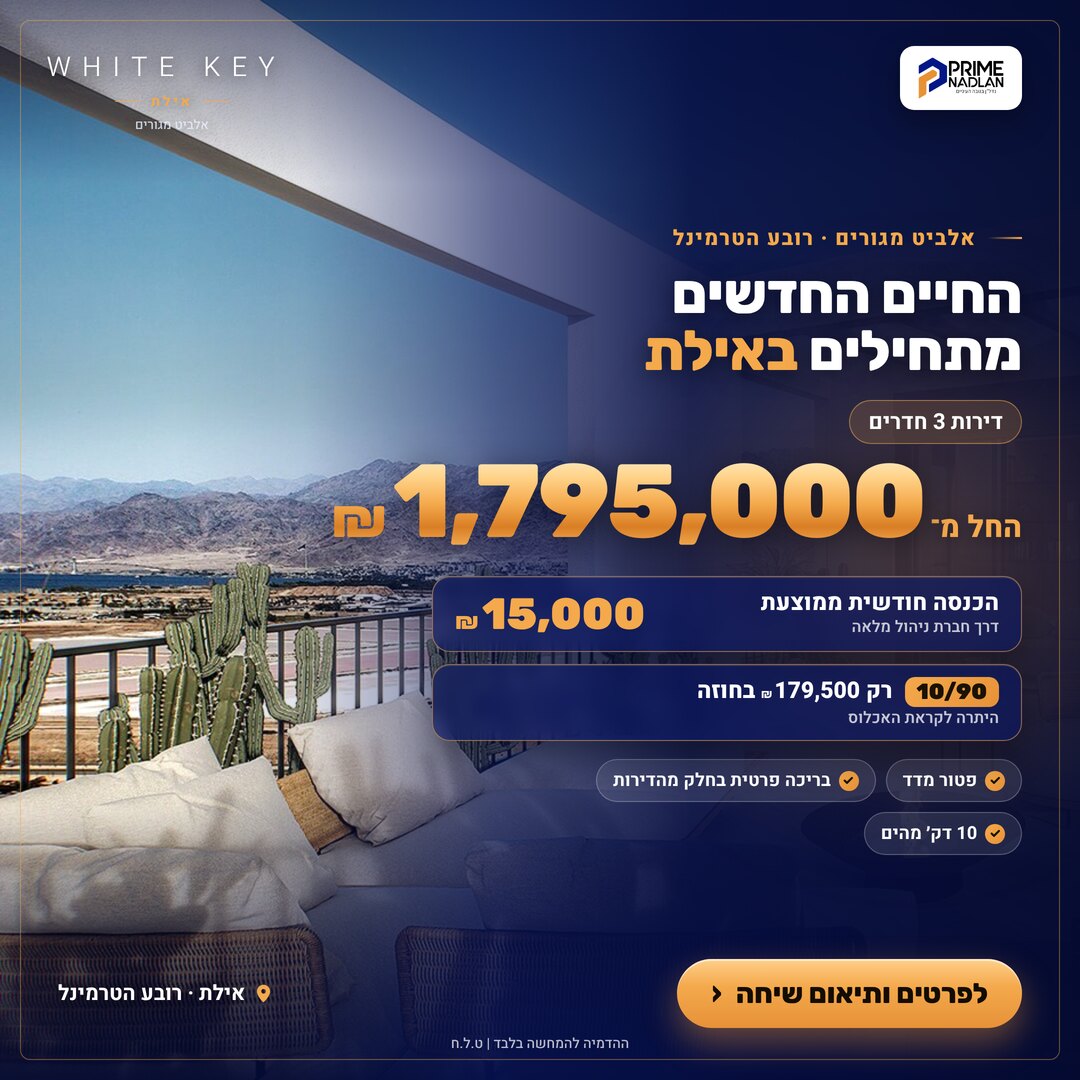 WHITE KEY
אילת
אלביט מגורים
PRIME
NADLAN
נדל"ן בגובה העיניים
אלביט מגורים · רובע הטרמינל
החיים החדשים
מתחילים באילת
דירות 3 חדרים
החל מ־ 1,795,000 ₪
הכנסה חודשית ממוצעת 15,000 ₪
דרך חברת ניהול מלאה
10/90 רק 179,500 ₪ בחוזה
היתרה לקראת האכלוס
פטור מדד בריכה פרטית בחלק מהדירות
10 דק׳ מהים
לפרטים ותיאום שיחה ›
אילת · רובע הטרמינל
ההדמיה להמחשה בלבד | ט.ל.ח